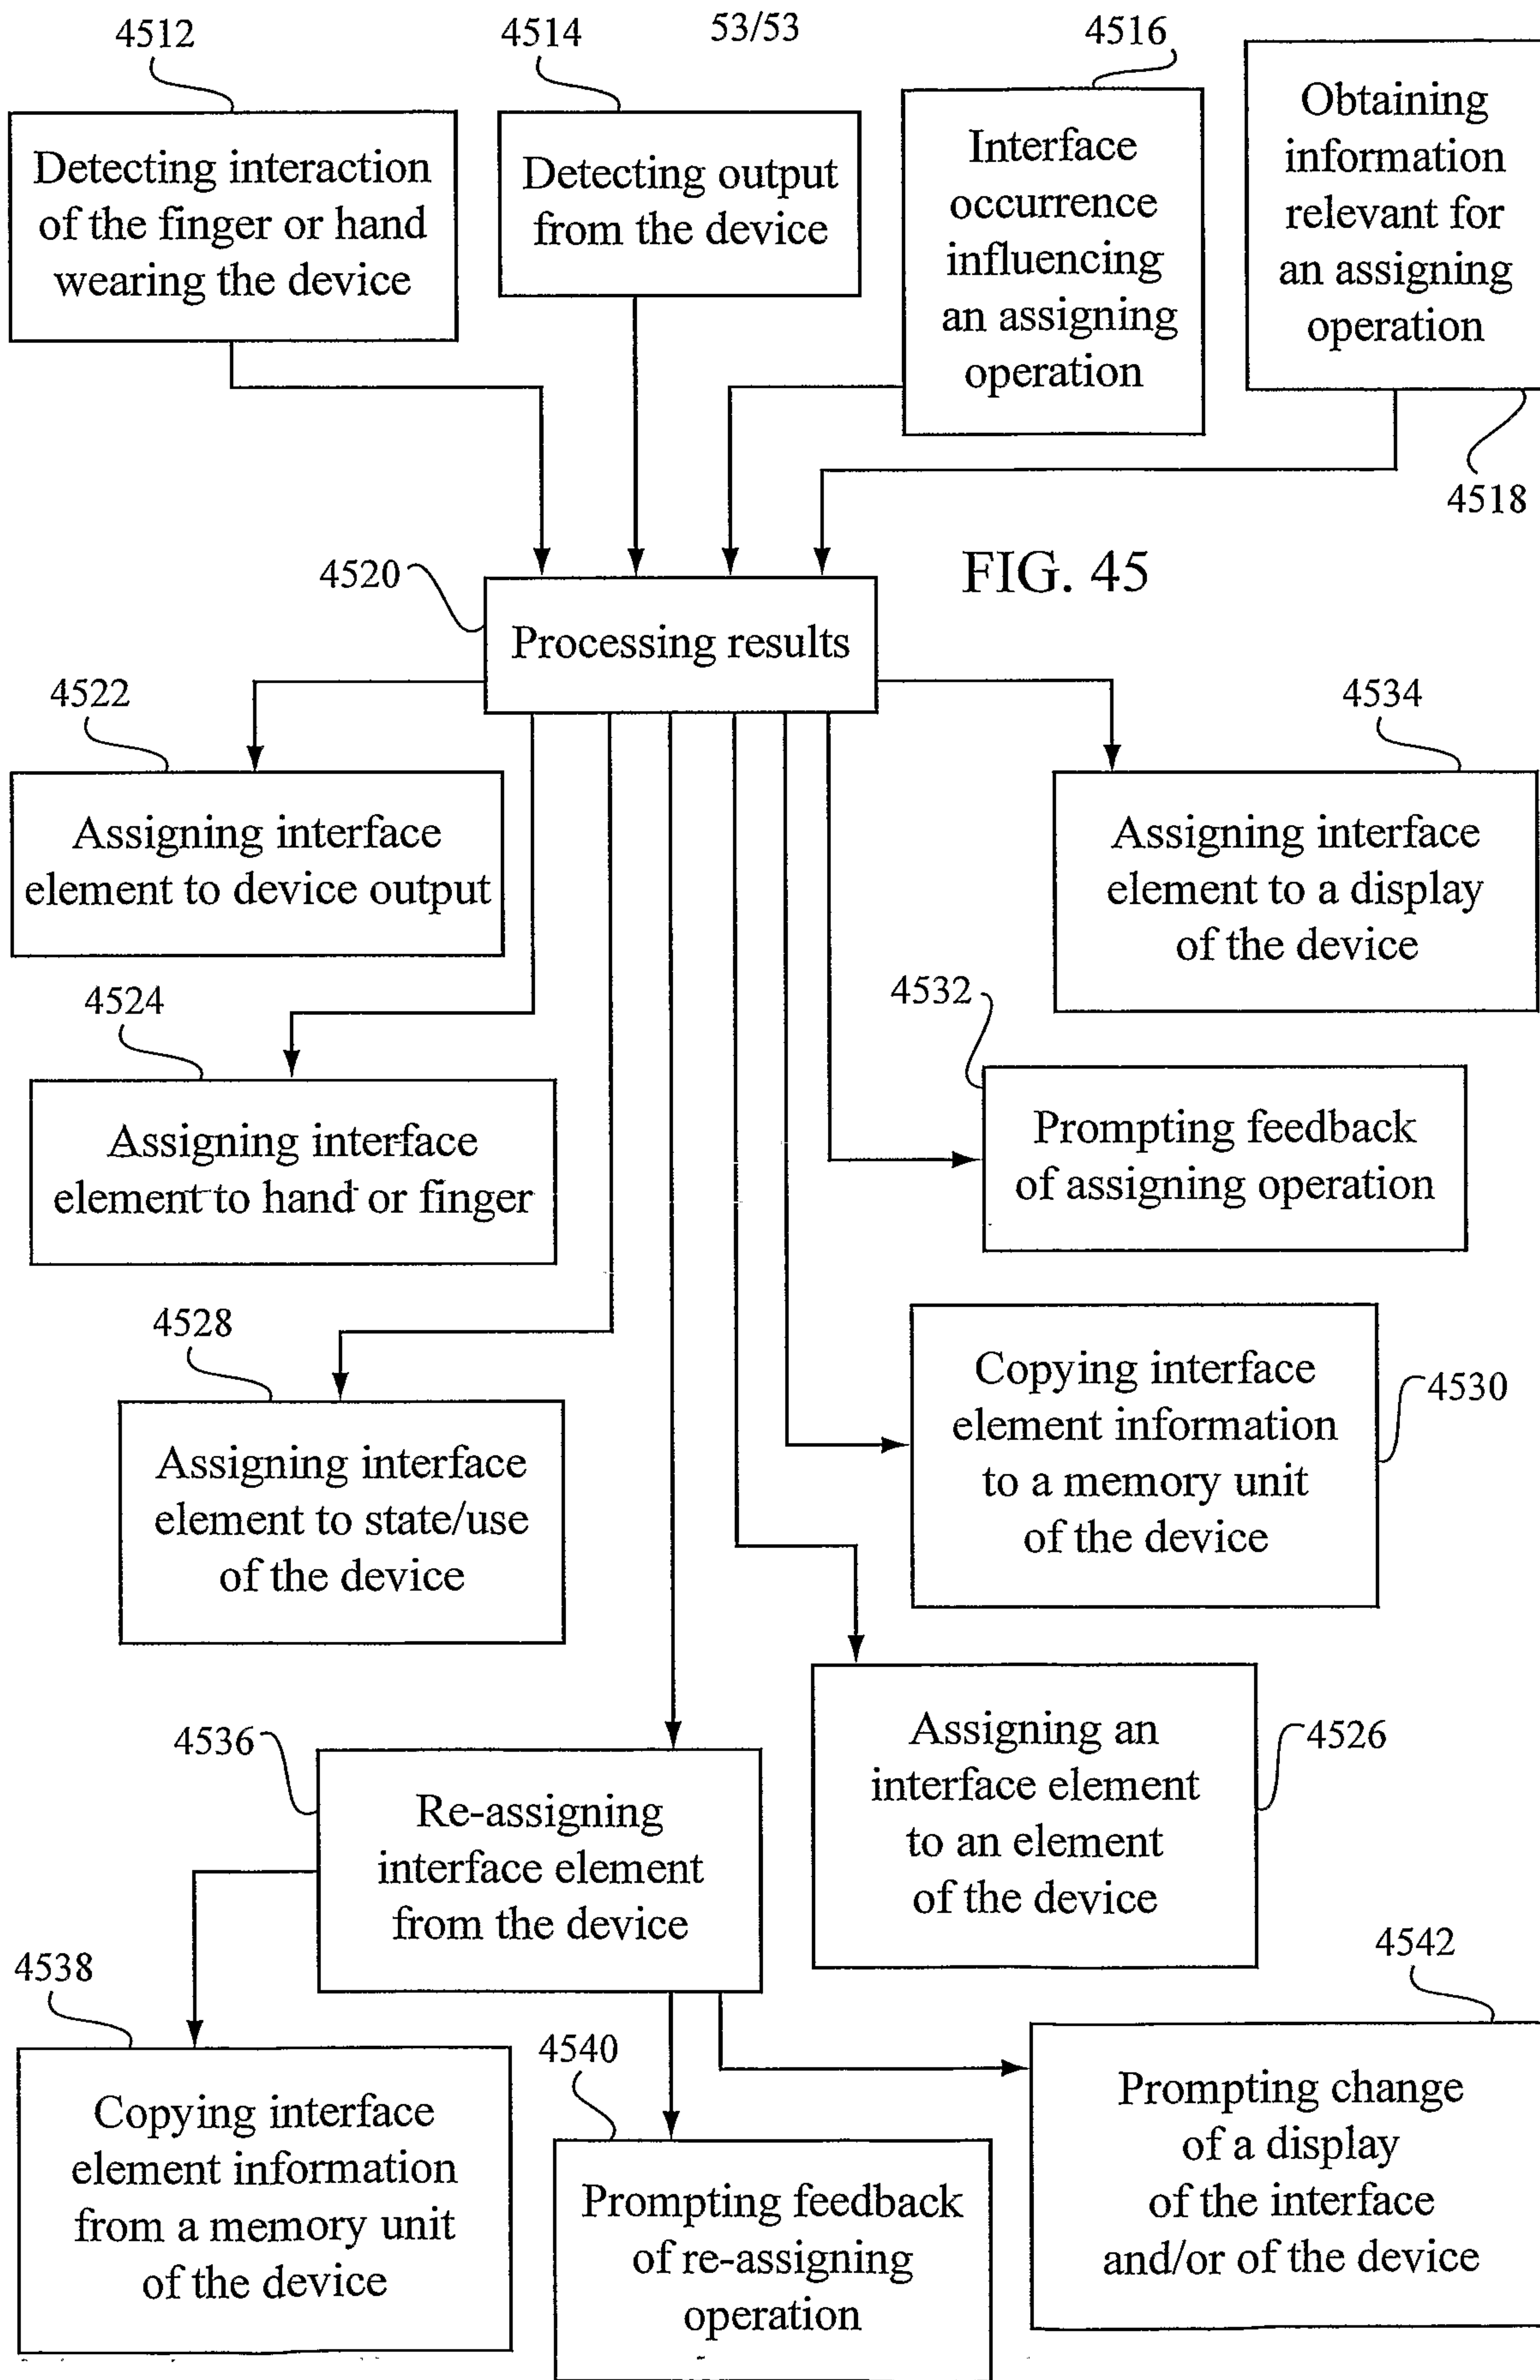 4512
4514
53/53
4516
Detecting interaction
of the finger or hand
wearing the device
Detecting output
from the device
Interface
occurrence
influencing
an assigning
operation
Obtaining
information
relevant for
an assigning
operation
4518
FIG. 45
4520
Processing results
4522
Assigning interface
element to device output
4534
Assigning interface
element to a display
of the device
4524
Assigning interface
element to hand or finger
4532
Prompting feedback
of assigning operation
4528
Assigning interface
element to state/use
of the device
Copying interface
element information
to a memory unit
of the device
4530
Assigning an
interface element
to an element
of the device
4526
4536
Re-assigning
interface element
from the device
4538
Copying interface
element information
from a memory unit
of the device
4540
Prompting feedback
of re-assigning
operation
4542
Prompting change
of a display
of the interface
and/or of the device